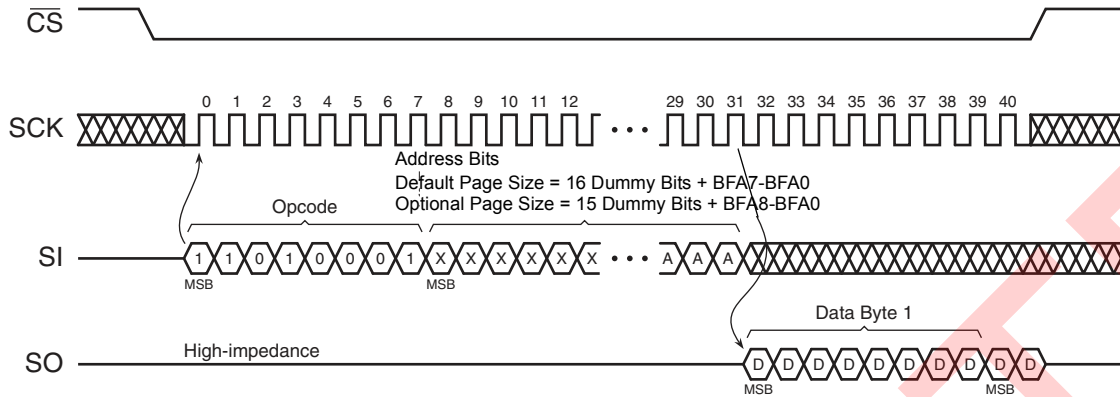 CS
SCK
0 1 2 3 4 5 6 7 8 9 10 11 12 29 30 31 32 33 34 35 36 37 38 39 40
Address Bits
Default Page Size = 16 Dummy Bits + BFA7-BFA0
Optional Page Size = 15 Dummy Bits + BFA8-BFA0
Opcode
SI
1 1 0 1 0 0 0 1 X X X X X X A A A
MSB MSB
Data Byte 1
High-impedance
SO
D D D D D D D D D D
MSB MSB